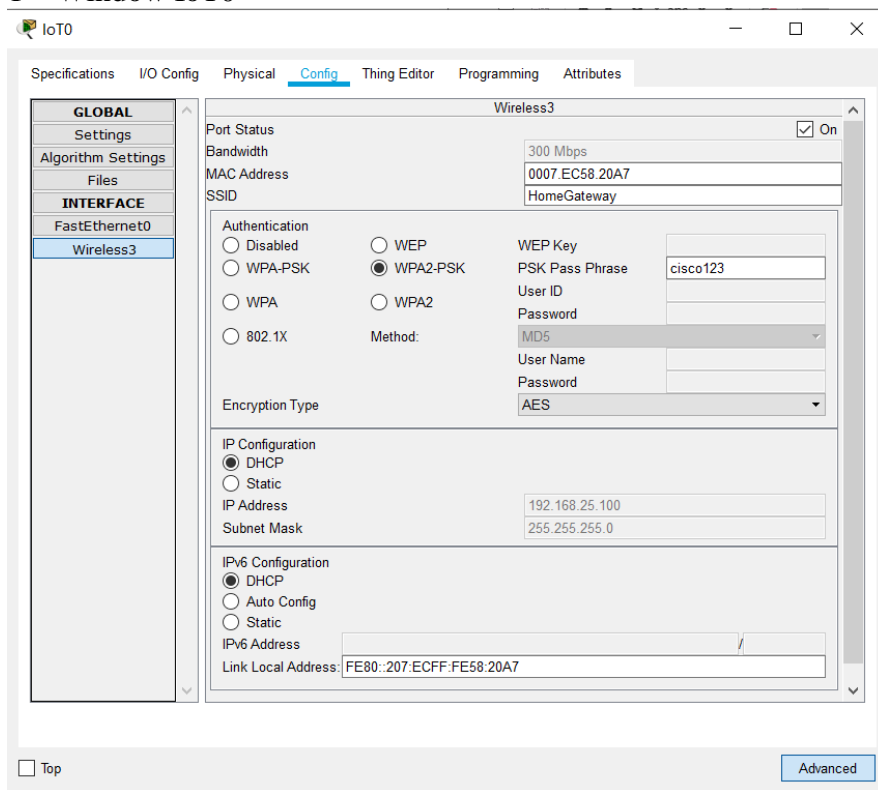 IoT0
Specifications I/O Config Physical Config Thing Editor Programming Attributes
GLOBAL
Settings
Algorithm Settings
Files
INTERFACE
FastEthernet0
Wireless3
Wireless3
Port Status On
Bandwidth 300 Mbps
MAC Address 0007.EC58.20A7
SSID HomeGateway
Authentication
Disabled WEP WEP Key
WPA-PSK WPA2-PSK PSK Pass Phrase cisco123
User ID
WPA WPA2
Password
802.1X Method: MD5
User Name
Password
Encryption Type AES
IP Configuration
DHCP
Static
IP Address 192.168.25.100
Subnet Mask 255.255.255.0
IPv6 Configuration
DHCP
Auto Config
Static
IPv6 Address /
Link Local Address: FE80::207:ECFF:FE58:20A7
Top Advanced